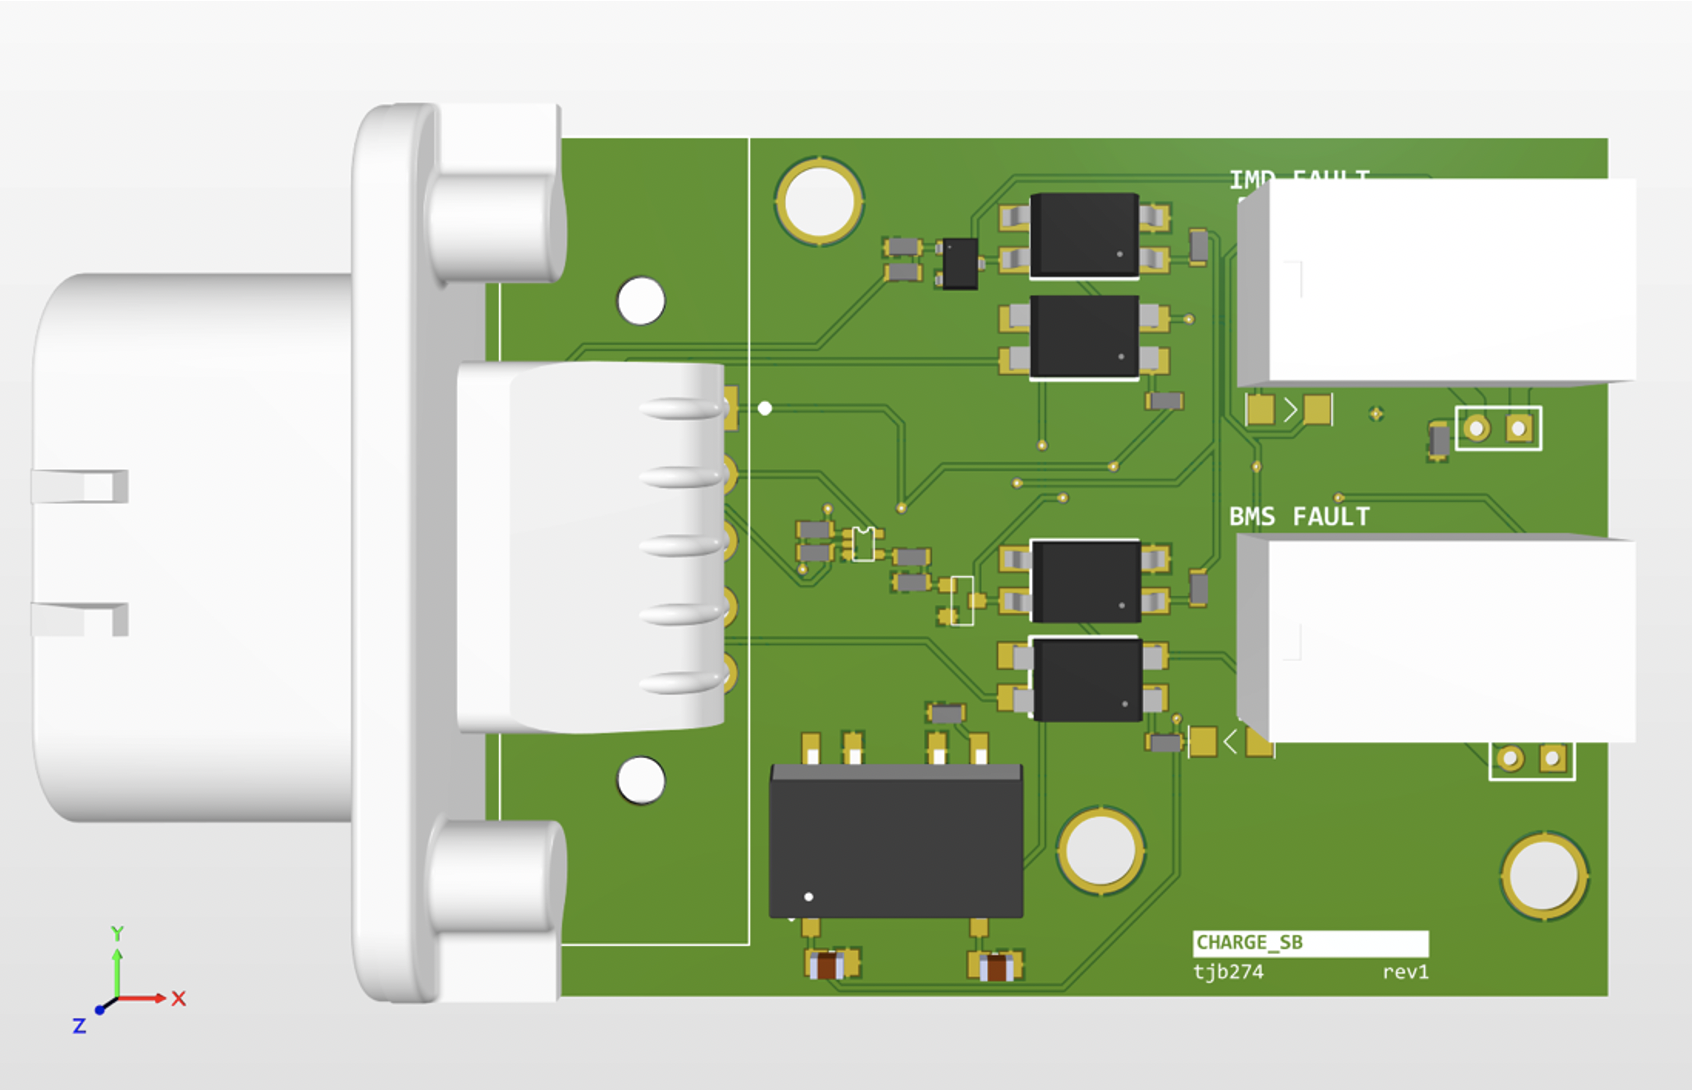 IMD FAULT
BMS FAULT
CHARGE_SB
tjb274 rev1
Y
X
Z